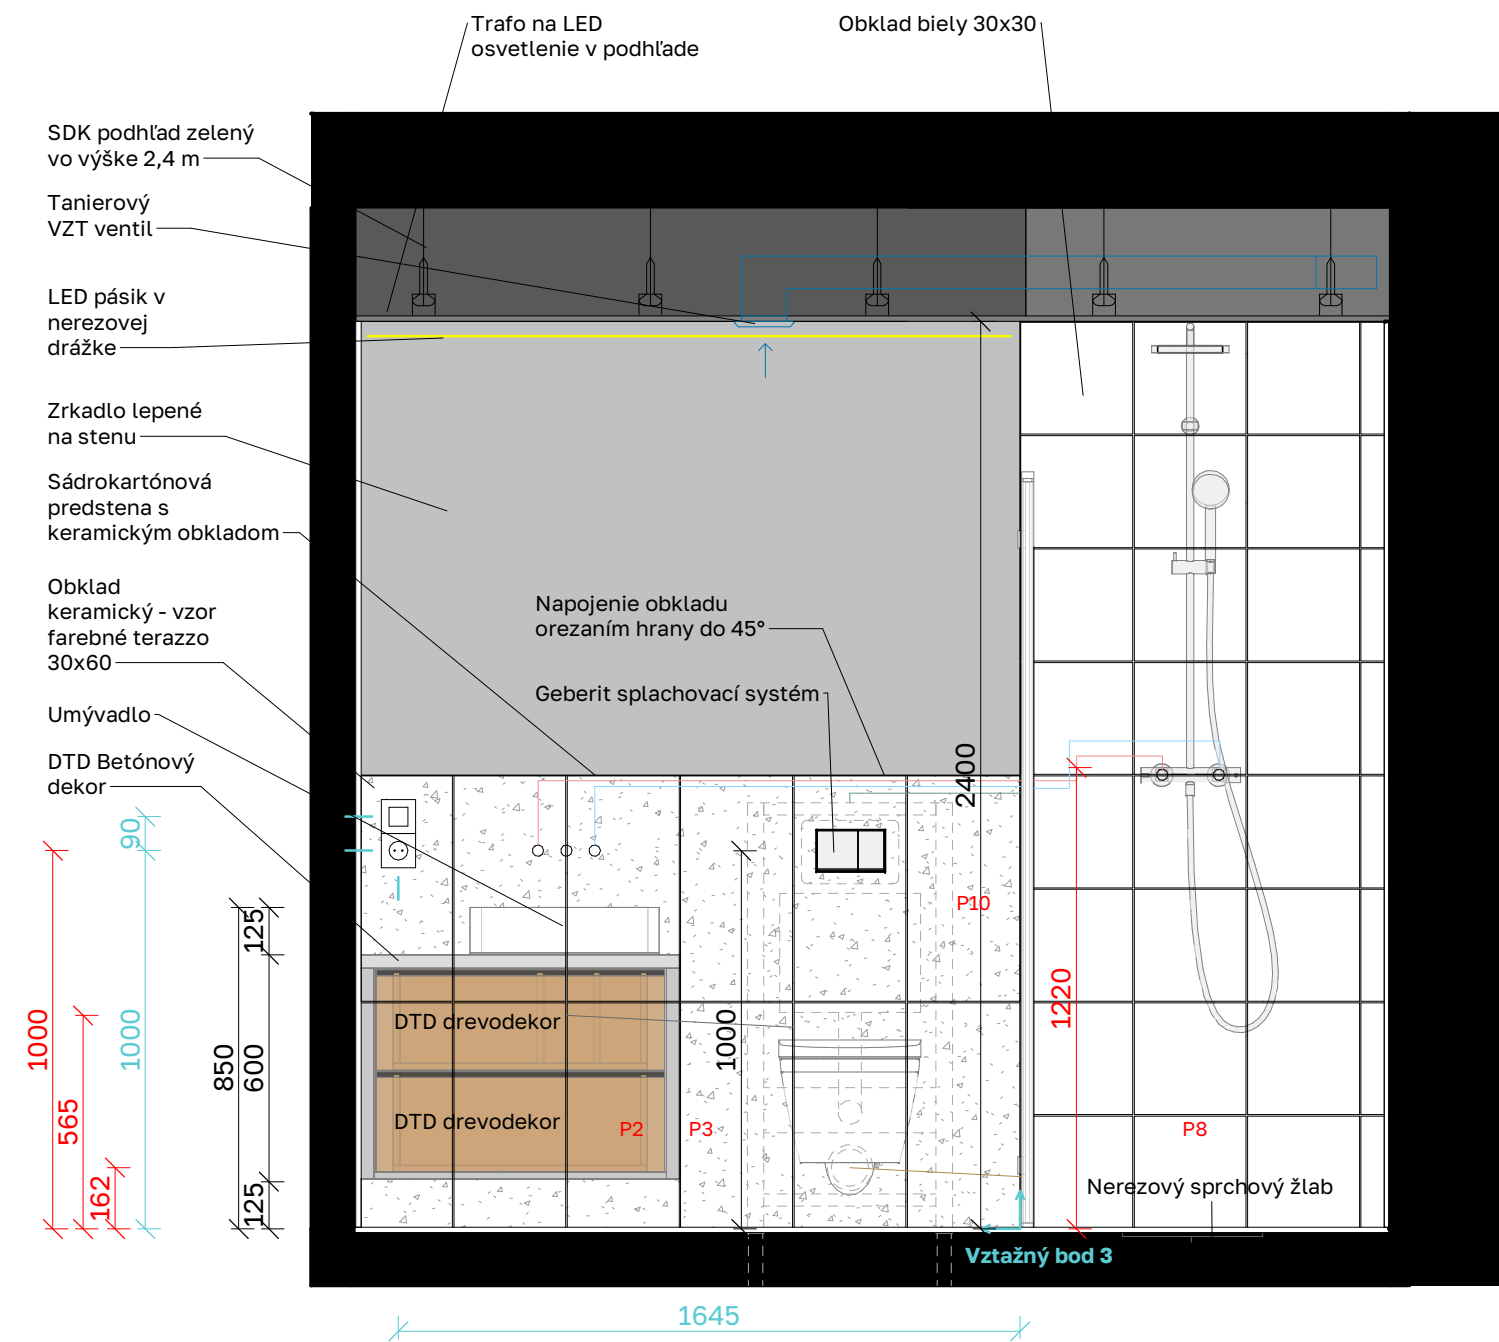 Trafo na LED
osvetlenie v podhľade
Obklad biely 30x30
SDK podhľad zelený
vo výške 2,4 m
Tanierový
VZT ventil
LED pásik v
nerezovej
drážke
Zrkadlo lepené
na stenu
Sádrokartónová
predstena s
keramickým obkladom
Obklad
keramický - vzor
farebné terazzo
30x60
Umývadlo
DTD Betónový
dekor
Napojenie obkladu
orezaním hrany do 45°
Geberit splachovací systém
2400
90
125
P10
1000
565
162
1000
850
600
125
DTD drevodekor
DTD drevodekor
P2
P3
1000
1220
P8
Nerezový sprchový žlab
Vztažný bod 3
1645